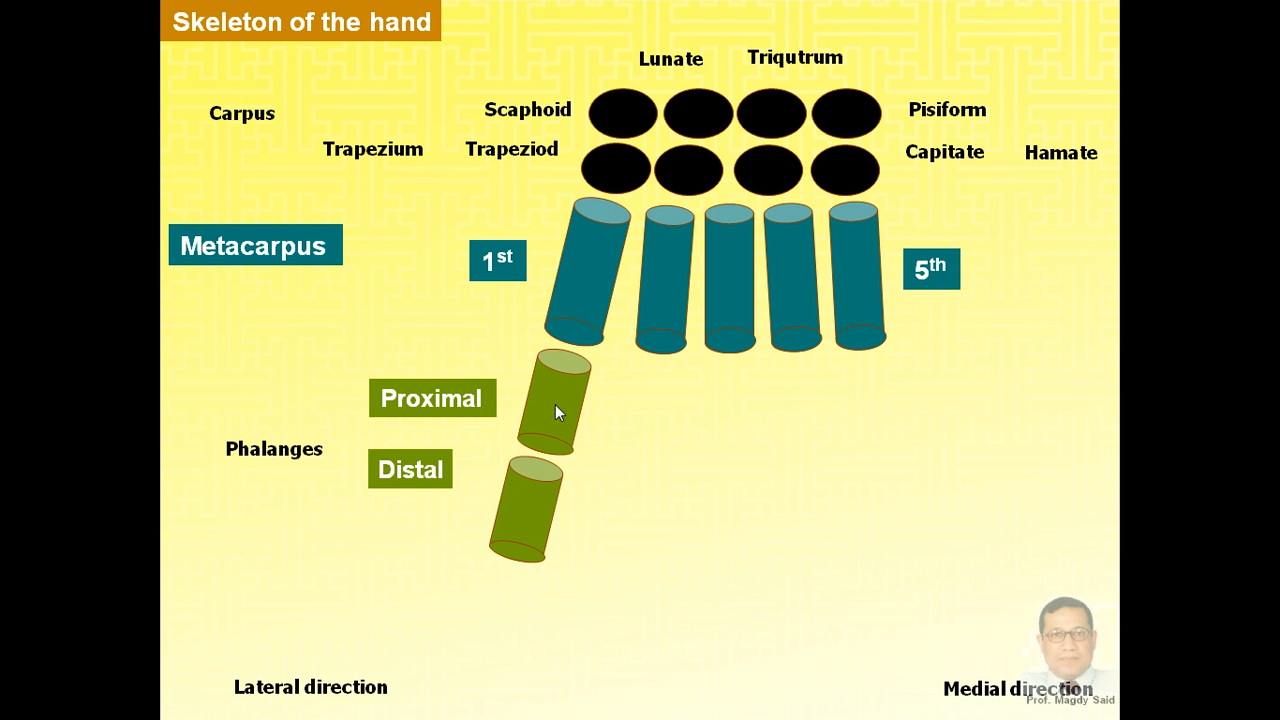 Skeleton of the hand
Lunate Triqutrum
Carpus Scaphoid Pisiform
Trapezium Trapeziod Capitate Hamate
Metacarpus 1st 5th
Proximal
Phalanges
Distal
Lateral direction Medial direction
Prof. Magdy Said